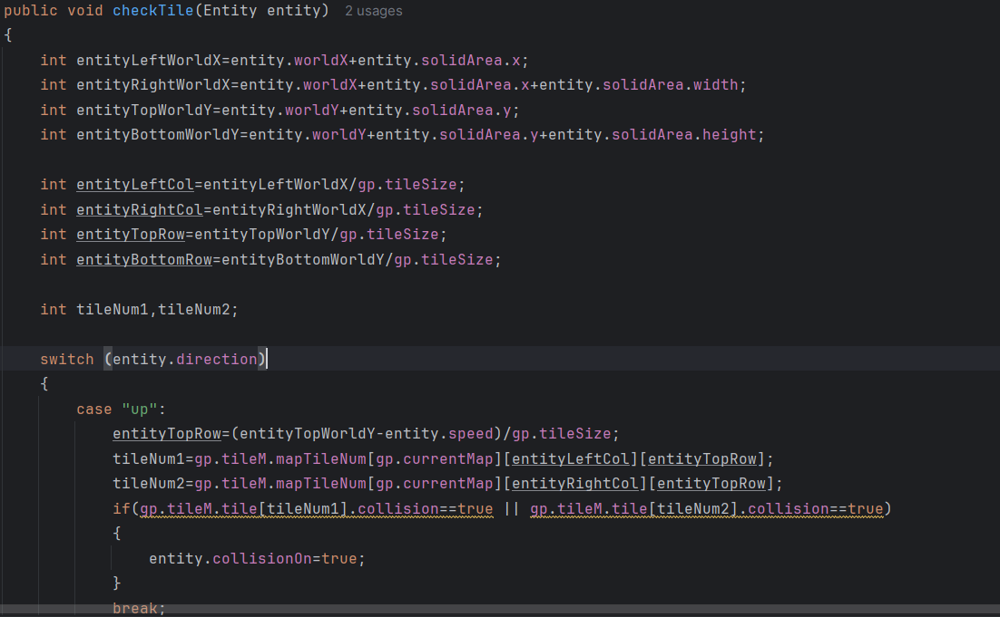 public void checkTile(Entity entity) 2 usages
{
int entityLeftWorldX=entity.worldX+entity.solidArea.x;
int entityRightWorldX=entity.worldX+entity.solidArea.x+entity.solidArea.width;
int entityTopWorldY=entity.worldY+entity.solidArea.y;
int entityBottomWorldY=entity.worldY+entity.solidArea.y+entity.solidArea.height;
int entityLeftCol=entityLeftWorldX/gp.tileSize;
int entityRightCol=entityRightWorldX/gp.tileSize;
int entityTopRow=entityTopWorldY/gp.tileSize;
int entityBottomRow=entityBottomWorldY/gp.tileSize;
int tileNum1,tileNum2;
switch (entity.direction)
{
case "up":
entityTopRow=(entityTopWorldY-entity.speed)/gp.tileSize;
tileNum1=gp.tileM.mapTileNum[gp.currentMap][entityLeftCol][entityTopRow];
tileNum2=gp.tileM.mapTileNum[gp.currentMap][entityRightCol][entityTopRow];
if(gp.tileM.tile[tileNum1].collision==true || gp.tileM.tile[tileNum2].collision==true)
{
entity.collisionOn=true;
}
break;